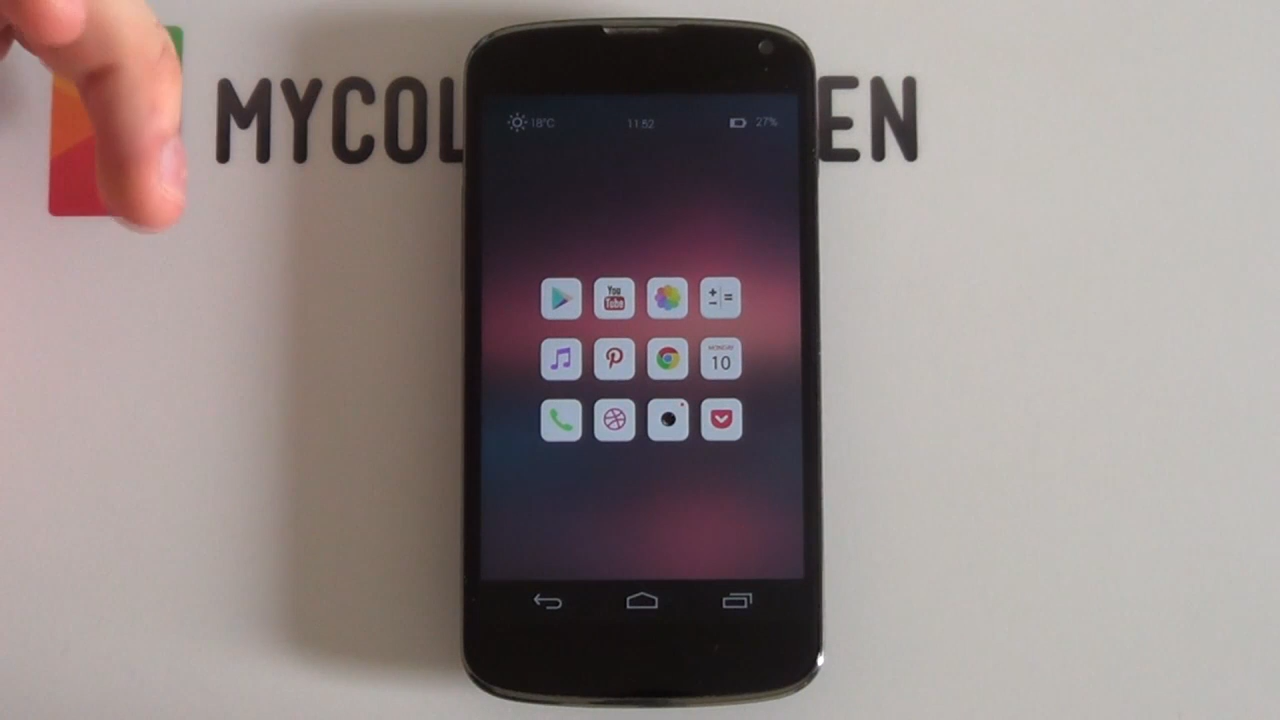 MYCOL EN
18°C 11:52 27%
You
Tube
+ - =
MONDAY
10